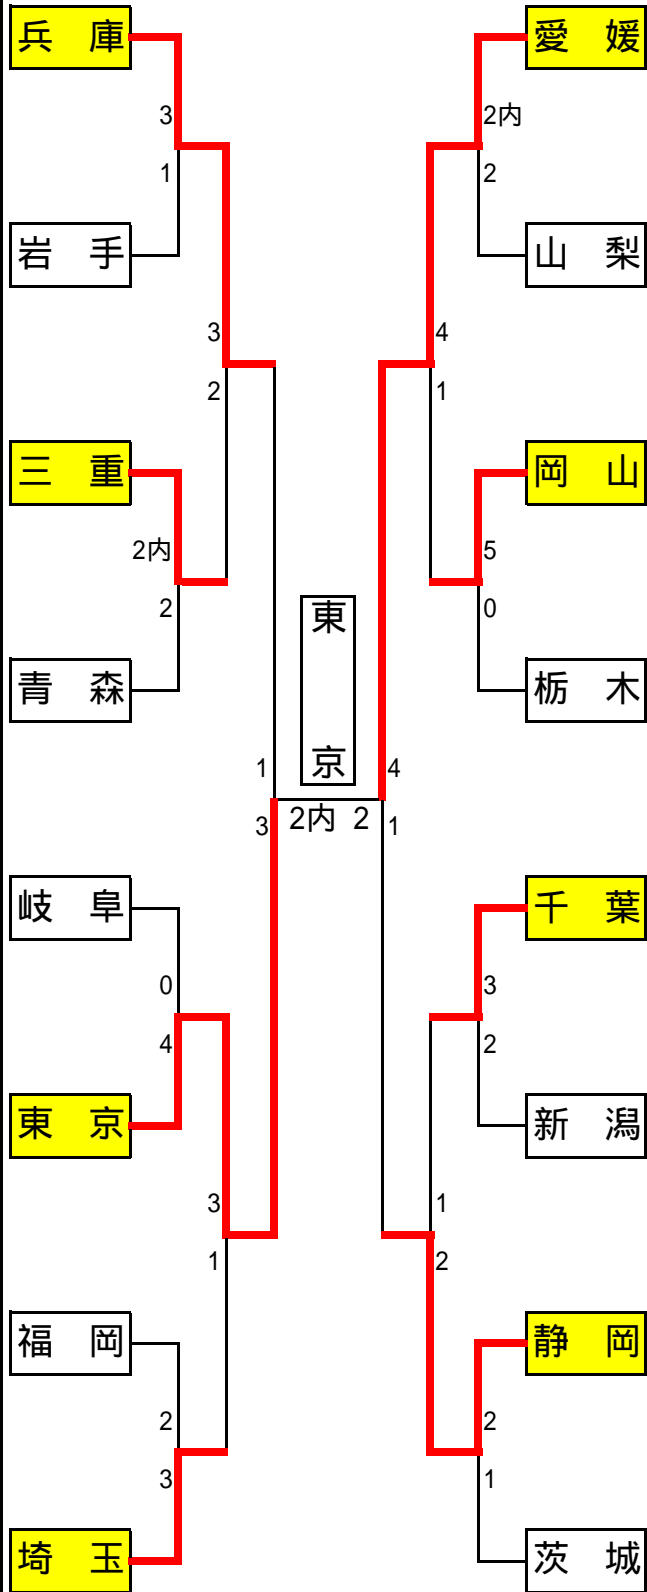 兵 庫
愛 媛
3
2内
1
2
岩 手
山 梨
3
4
2
1
三 重
岡 山
2内
5
2
0
東 京
青 森
栃 木
1
4
2内 2
3
1
岐 阜
千 葉
0
3
4
2
東 京
新 潟
3
1
1
2
福 岡
静 岡
2
2
3
1
埼 玉
茨 城